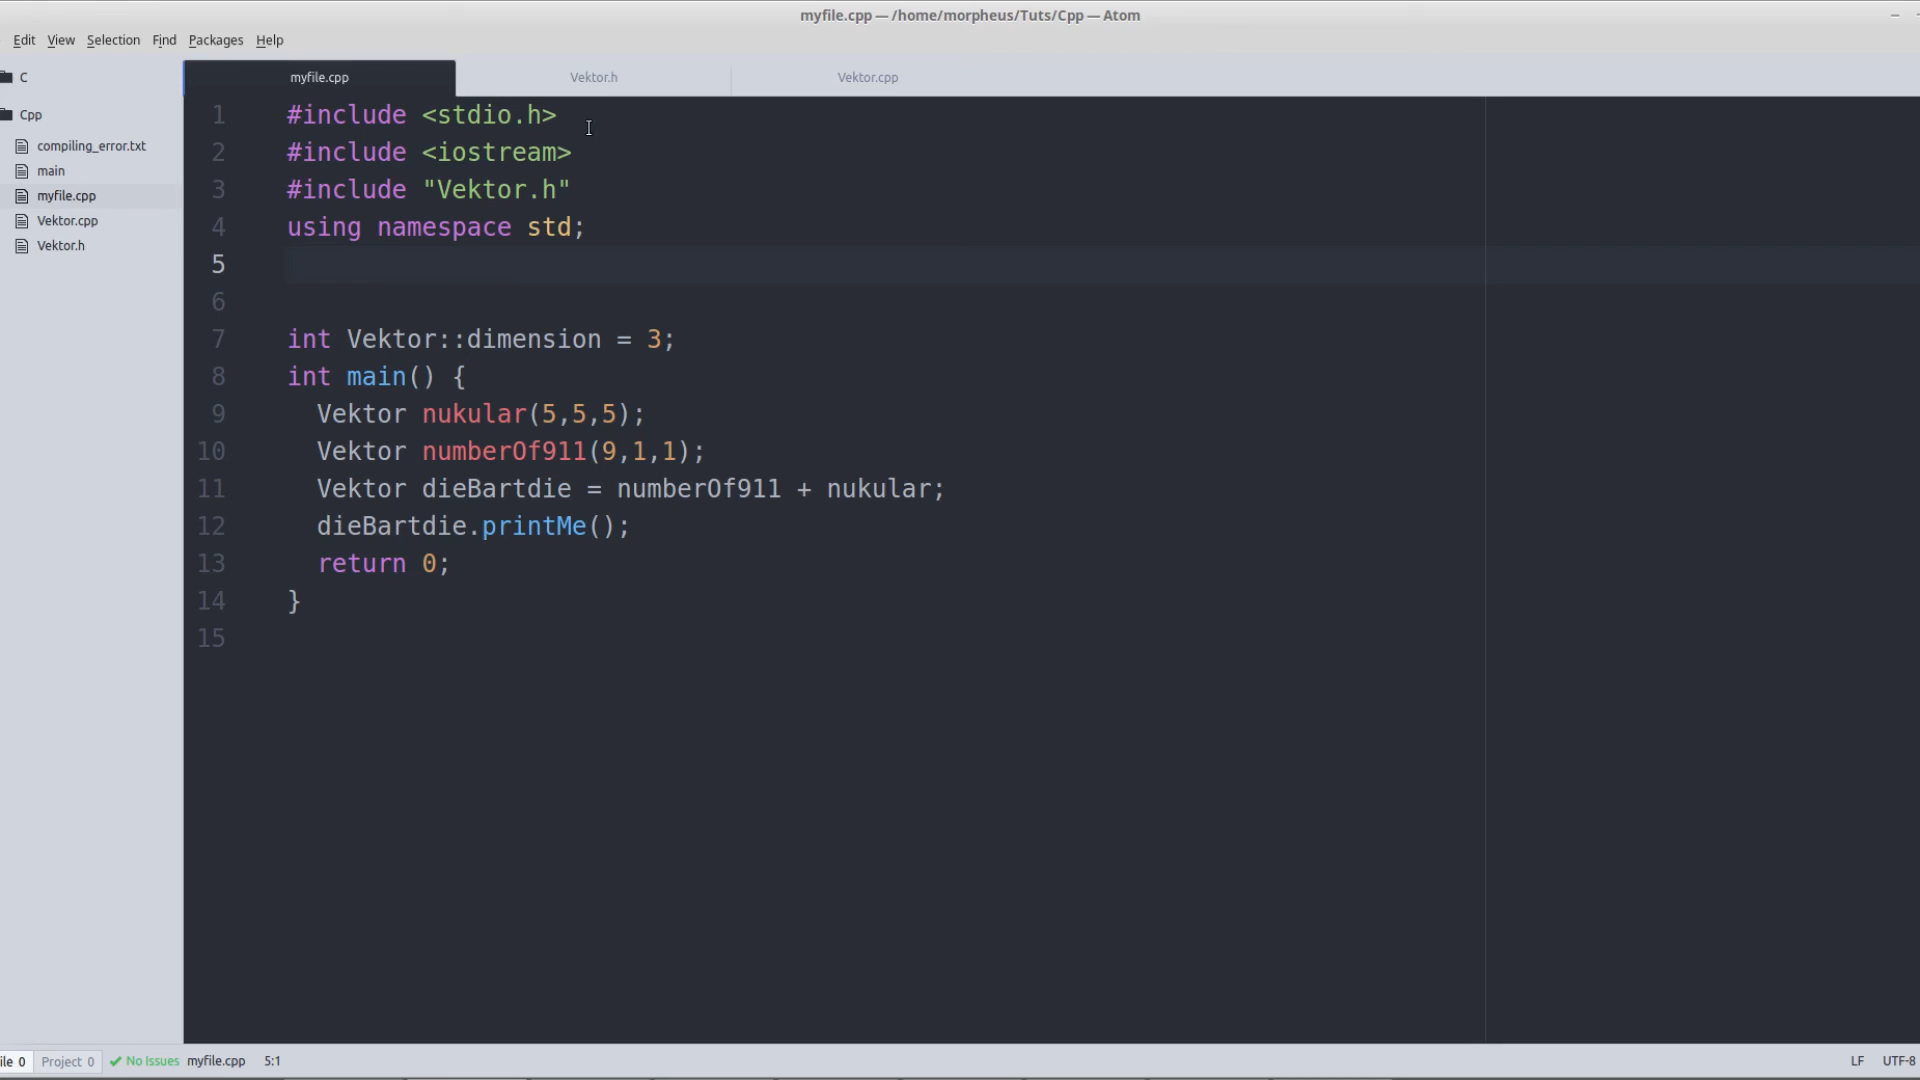 myfile.cpp — /home/morpheus/Tuts/Cpp — Atom
Edit View Selection Find Packages Help
C
Cpp
compiling_error.txt
main
myfile.cpp
Vektor.cpp
Vektor.h
myfile.cpp Vektor.h Vektor.cpp
1 #include <stdio.h>
2 #include <iostream>
3 #include "Vektor.h"
4 using namespace std;
5
6
7 int Vektor::dimension = 3;
8 int main() {
9 Vektor nukular(5,5,5);
10 Vektor numberOf911(9,1,1);
11 Vektor dieBartdie = numberOf911 + nukular;
12 dieBartdie.printMe();
13 return 0;
14 }
15
ile 0 Project 0 No Issues myfile.cpp 5:1 LF UTF-8